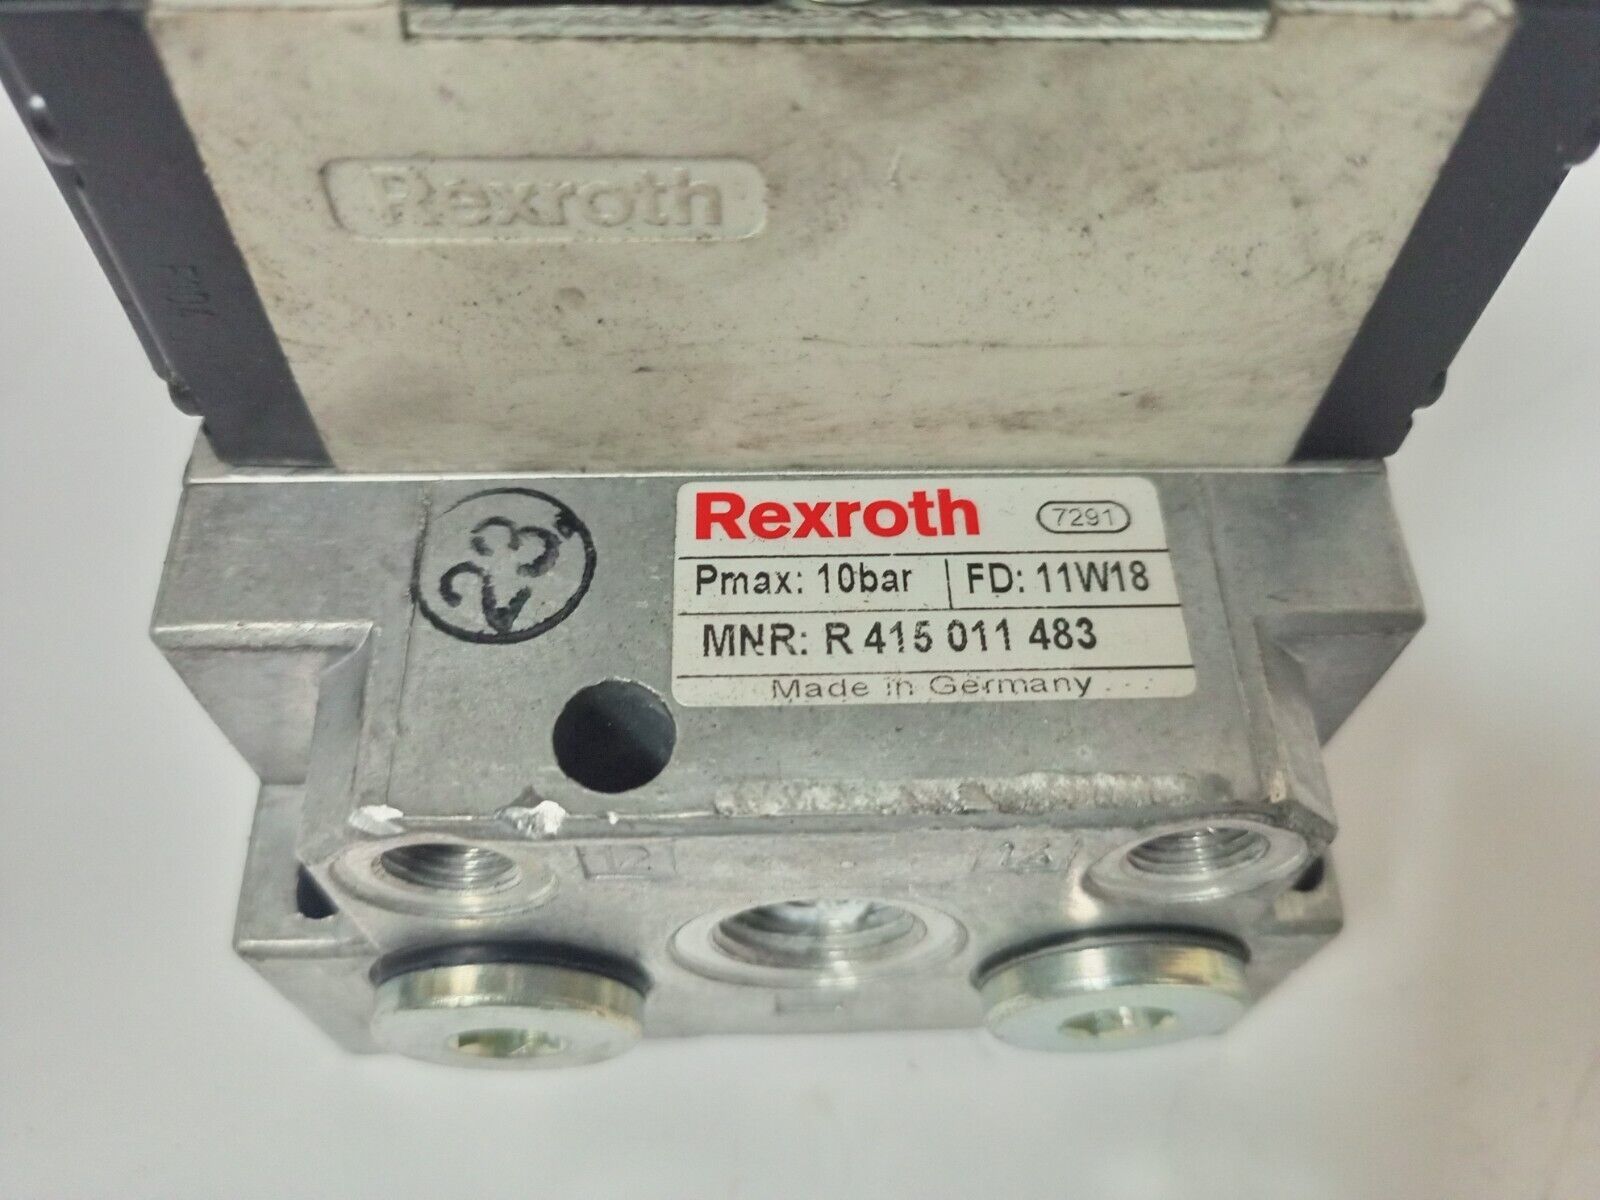 Rexroth
23.
Rexroth 7291
Pmax: 10bar FD: 11W18
MNR: R 415 011 483
Made in Germany
12 14